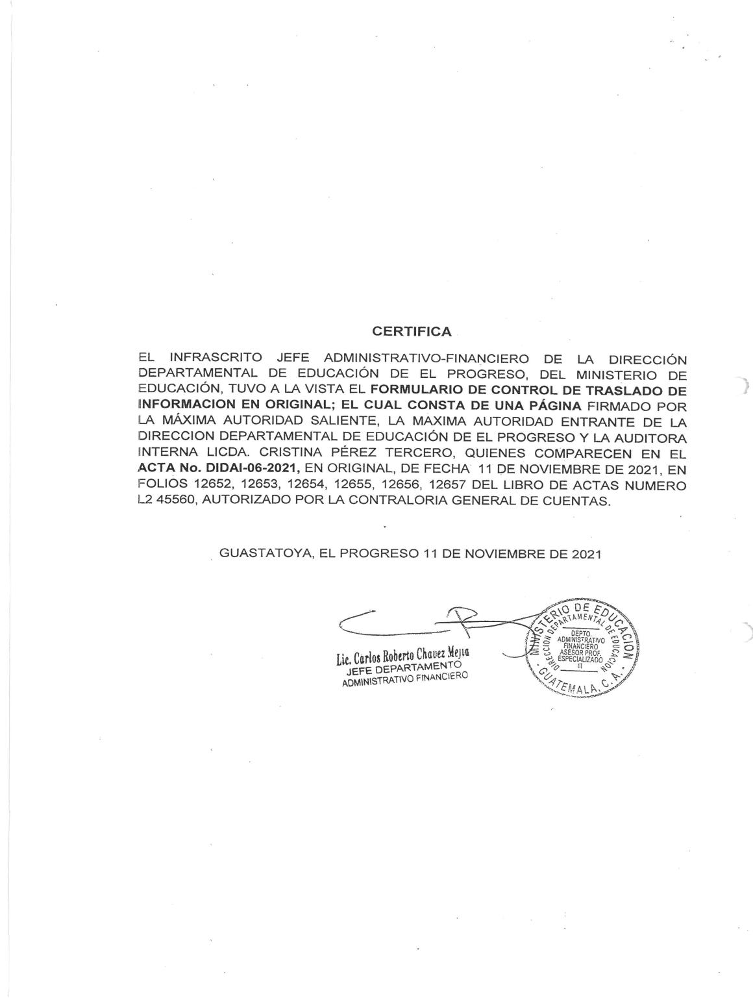 CERTIFICA
EL INFRASCRITO JEFE ADMINISTRATIVO-FINANCIERO DE LA DIRECCIÓN
DEPARTAMENTAL DE EDUCACIÓN DE EL PROGRESO, DEL MINISTERIO DE
EDUCACIÓN, TUVO A LA VISTA EL FORMULARIO DE CONTROL DE TRASLADO DE
INFORMACION EN ORIGINAL; EL CUAL CONSTA DE UNA PÁGINA FIRMADO POR
LA MÁXIMA AUTORIDAD SALIENTE, LA MAXIMA AUTORIDAD ENTRANTE DE LA
DIRECCION DEPARTAMENTAL DE EDUCACIÓN DE EL PROGRESO Y LA AUDITORA
INTERNA LICDA. CRISTINA PÉREZ TERCERO, QUIENES COMPARECEN EN EL
ACTA No. DIDAI-06-2021, EN ORIGINAL, DE FECHA 11 DE NOVIEMBRE DE 2021, EN
FOLIOS 12652, 12653, 12654, 12655, 12656, 12657 DEL LIBRO DE ACTAS NUMERO
L2 45560, AUTORIZADO POR LA CONTRALORIA GENERAL DE CUENTAS.
GUASTATOYA, EL PROGRESO 11 DE NOVIEMBRE DE 2021
Lic. Carlos Roberto Chavez Mejia
JEFE DEPARTAMENTO
ADMINISTRATIVO FINANCIERO
MINISTERIO DE EDUCACION
DIRECCION DEPARTAMENTAL DE EDUCACION
DEPTO.
ADMINISTRATIVO
FINANCIERO
ASESOR PROF.
ESPECIALIZADO
III
GUATEMALA, C. A.